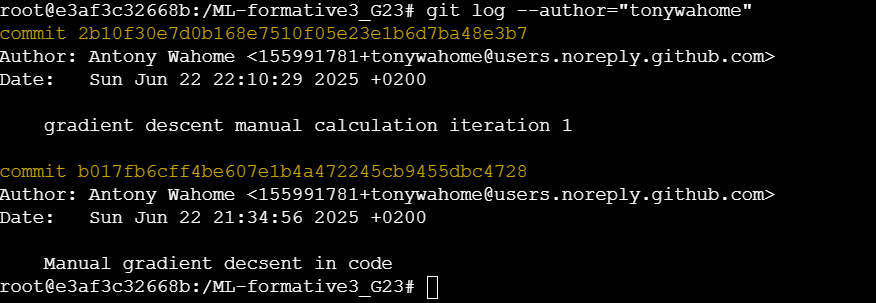 root@e3af3c32668b:/ML-formative3_G23# git log --author="tonywahome"
commit 2b10f30e7d0b168e7510f05e23e1b6d7ba48e3b7
Author: Antony Wahome <155991781+tonywahome@users.noreply.github.com>
Date:   Sun Jun 22 22:10:29 2025 +0200
    gradient descent manual calculation iteration 1
commit b017fb6cff4be607e1b4a472245cb9455dbc4728
Author: Antony Wahome <155991781+tonywahome@users.noreply.github.com>
Date:   Sun Jun 22 21:34:56 2025 +0200
    Manual gradient decsent in code
root@e3af3c32668b:/ML-formative3_G23#